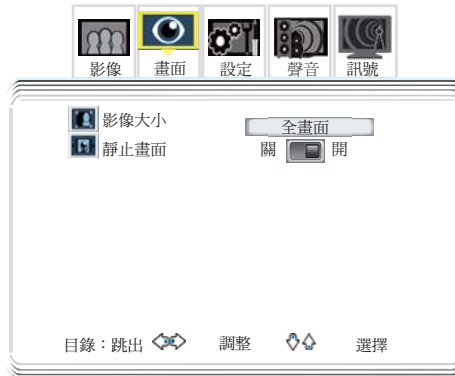 影像 畫面 設定 聲音 訊號
影像大小 全畫面
靜止畫面 關 開
目錄：跳出 調整 選擇